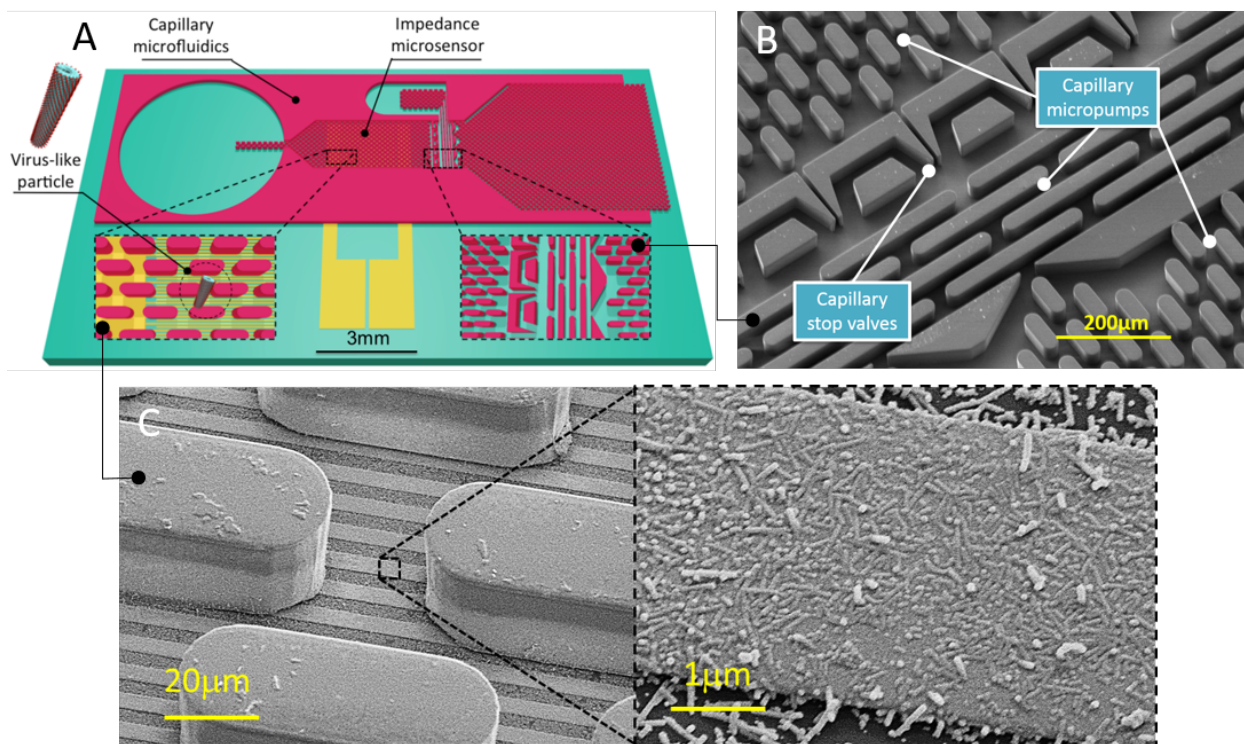 A
Capillary
microfluidics
Impedance
microsensor
Virus-like
particle
3mm
B
Capillary
micropumps
Capillary
stop valves
200µm
C
20µm
1µm